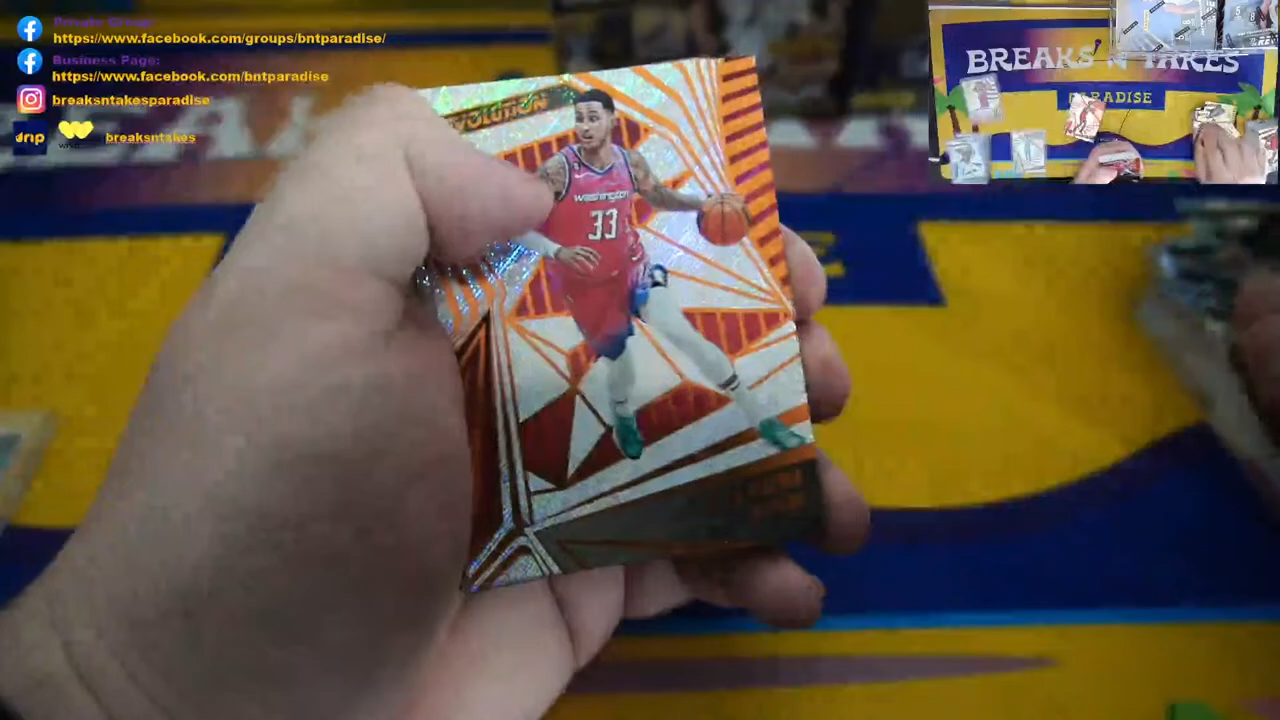 Private Group:
https://www.facebook.com/groups/bntparadise/
Business Page:
https://www.facebook.com/bntparadise
breaksntakesparadise
drip
breaksntakes
BREAKS N' TAKES
PARADISE
VOLUTION
washington
33